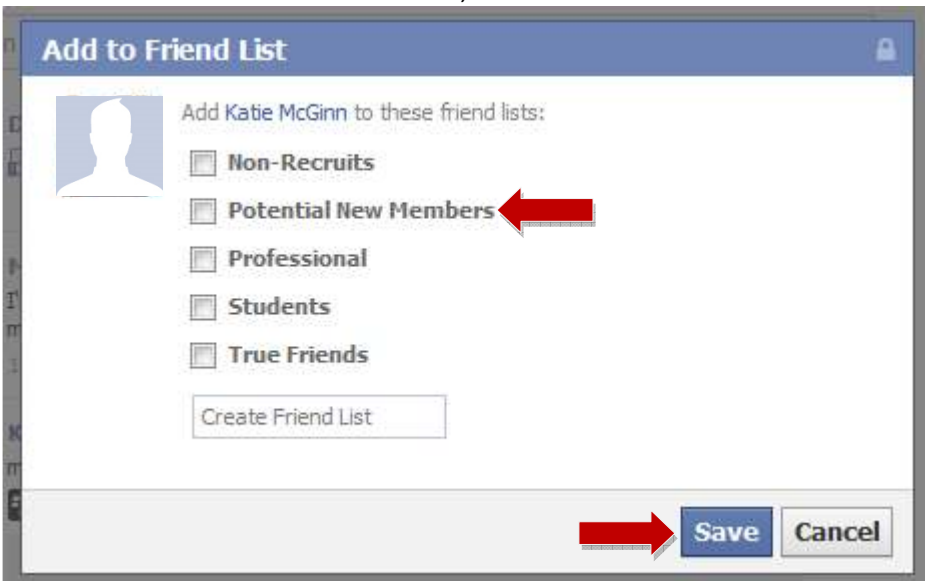 Add to Friend List
Add Katie McGinn to these friend lists:
Non-Recruits
Potential New Members
Professional
Students
True Friends
Create Friend List
Save Cancel